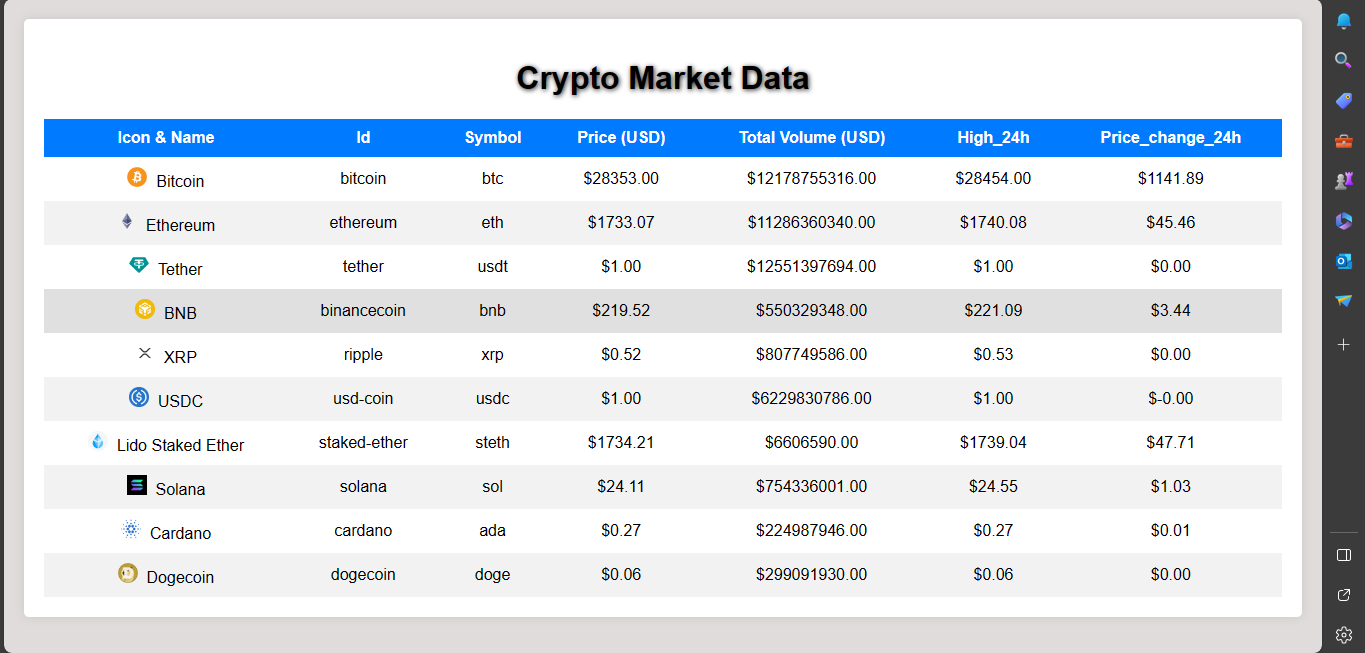 Crypto Market Data
Icon & Name Id Symbol Price (USD) Total Volume (USD) High_24h Price_change_24h
Bitcoin bitcoin btc $28353.00 $12178755316.00 $28454.00 $1141.89
Ethereum ethereum eth $1733.07 $11286360340.00 $1740.08 $45.46
Tether tether usdt $1.00 $12551397694.00 $1.00 $0.00
BNB binancecoin bnb $219.52 $550329348.00 $221.09 $3.44
XRP ripple xrp $0.52 $807749586.00 $0.53 $0.00
USDC usd-coin usdc $1.00 $6229830786.00 $1.00 $-0.00
Lido Staked Ether staked-ether steth $1734.21 $6606590.00 $1739.04 $47.71
Solana solana sol $24.11 $754336001.00 $24.55 $1.03
Cardano cardano ada $0.27 $224987946.00 $0.27 $0.01
Dogecoin dogecoin doge $0.06 $299091930.00 $0.06 $0.00